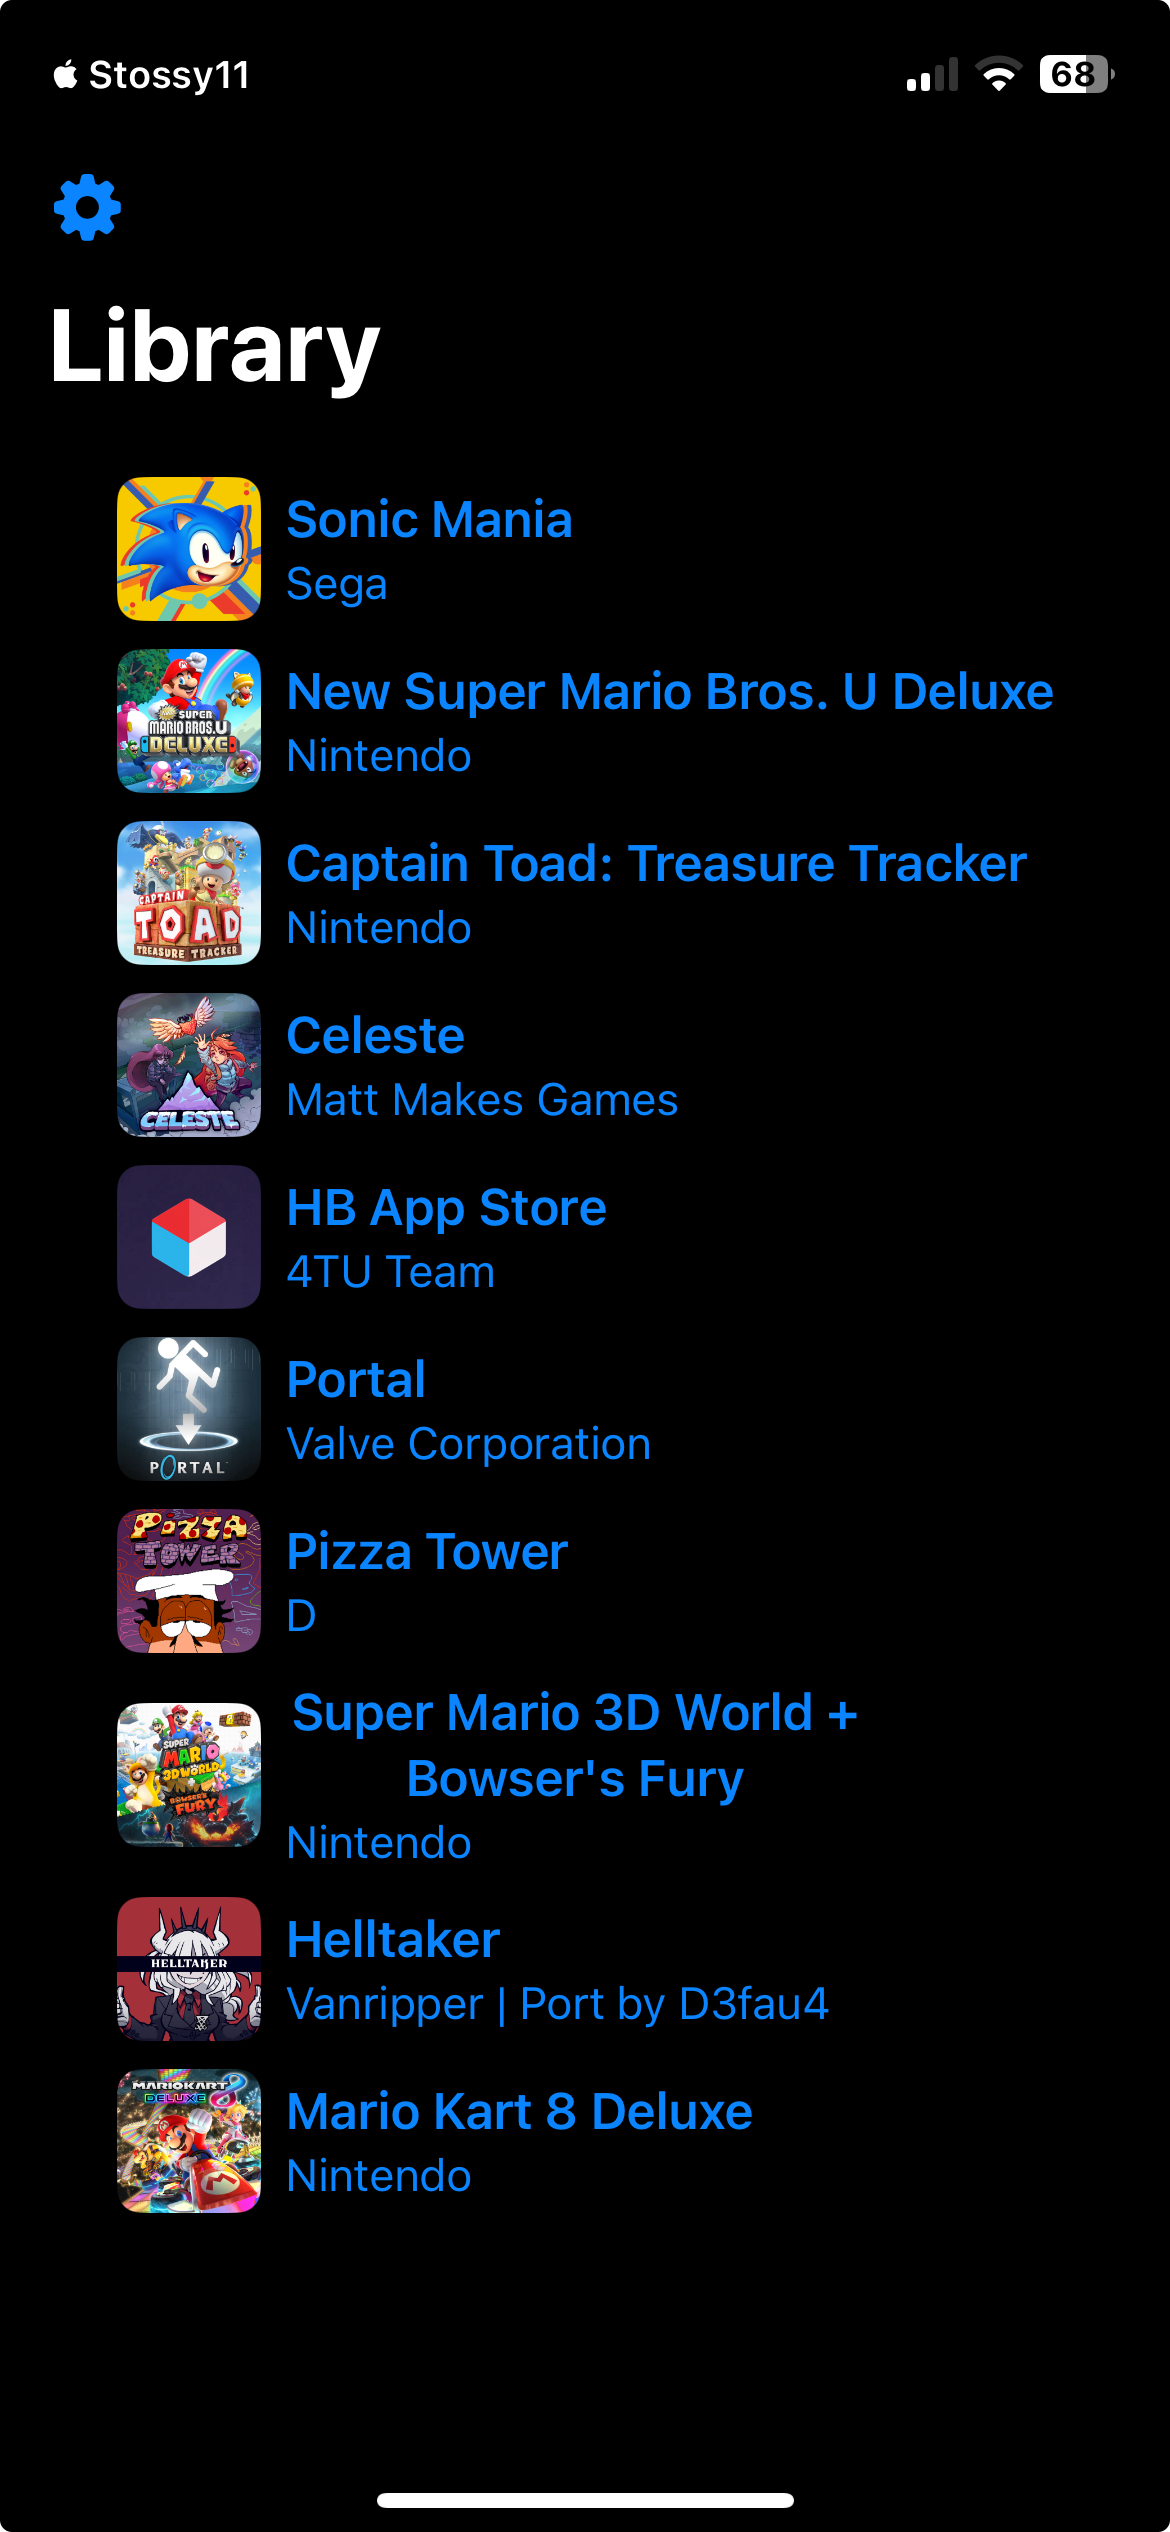 Stossy11
68
Library
Sonic Mania
Sega
SUPER
MARIO BROS. U
DELUXE
New Super Mario Bros. U Deluxe
Nintendo
CAPTAIN
TOAD
TREASURE TRACKER
Captain Toad: Treasure Tracker
Nintendo
CELESTE
Celeste
Matt Makes Games
HB App Store
4TU Team
PORTAL
Portal
Valve Corporation
PIZZA
TOWER
Pizza Tower
D
SUPER
MARIO
3D WORLD
BOWSER'S
FURY
Super Mario 3D World +
Bowser's Fury
Nintendo
HELLTAKER
Helltaker
Vanripper | Port by D3fau4
MARIOKART 8
DELUXE
M
Mario Kart 8 Deluxe
Nintendo